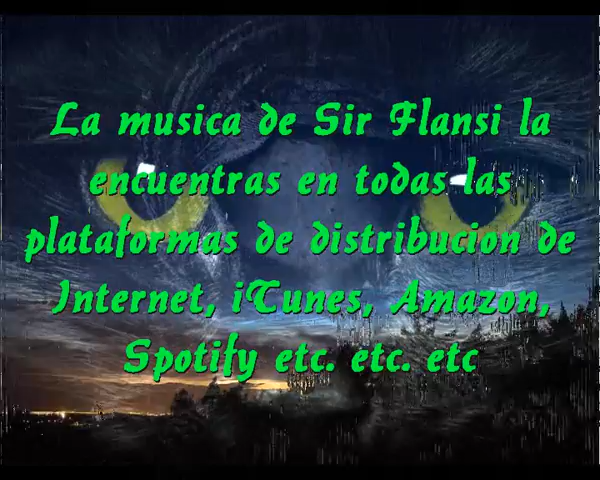 La musica de Sir Flansi la
encuentras en todas las
plataformas de distribucion de
Internet, iTunes, Amazon,
Spotify etc. etc. etc